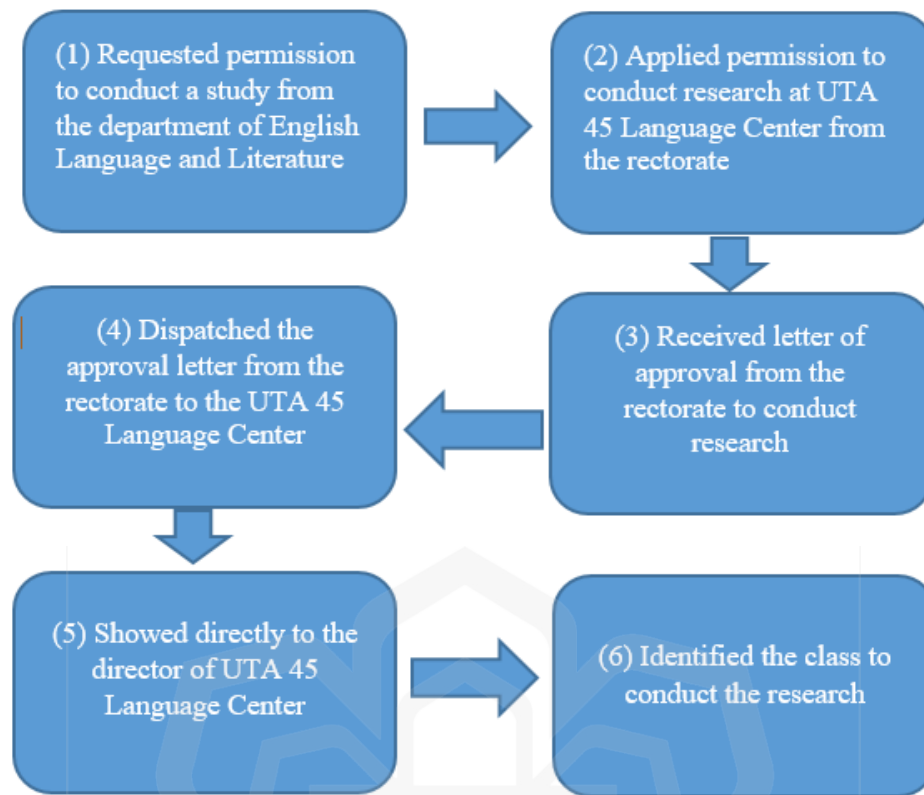 (1) Requested permission
to conduct a study from
the department of English
Language and Literature
(2) Applied permission to
conduct research at UTA
45 Language Center from
the rectorate
(3) Received letter of
approval from the
rectorate to conduct
research
(4) Dispatched the
approval letter from the
rectorate to the UTA 45
Language Center
(5) Showed directly to the
director of UTA 45
Language Center
(6) Identified the class to
conduct the research